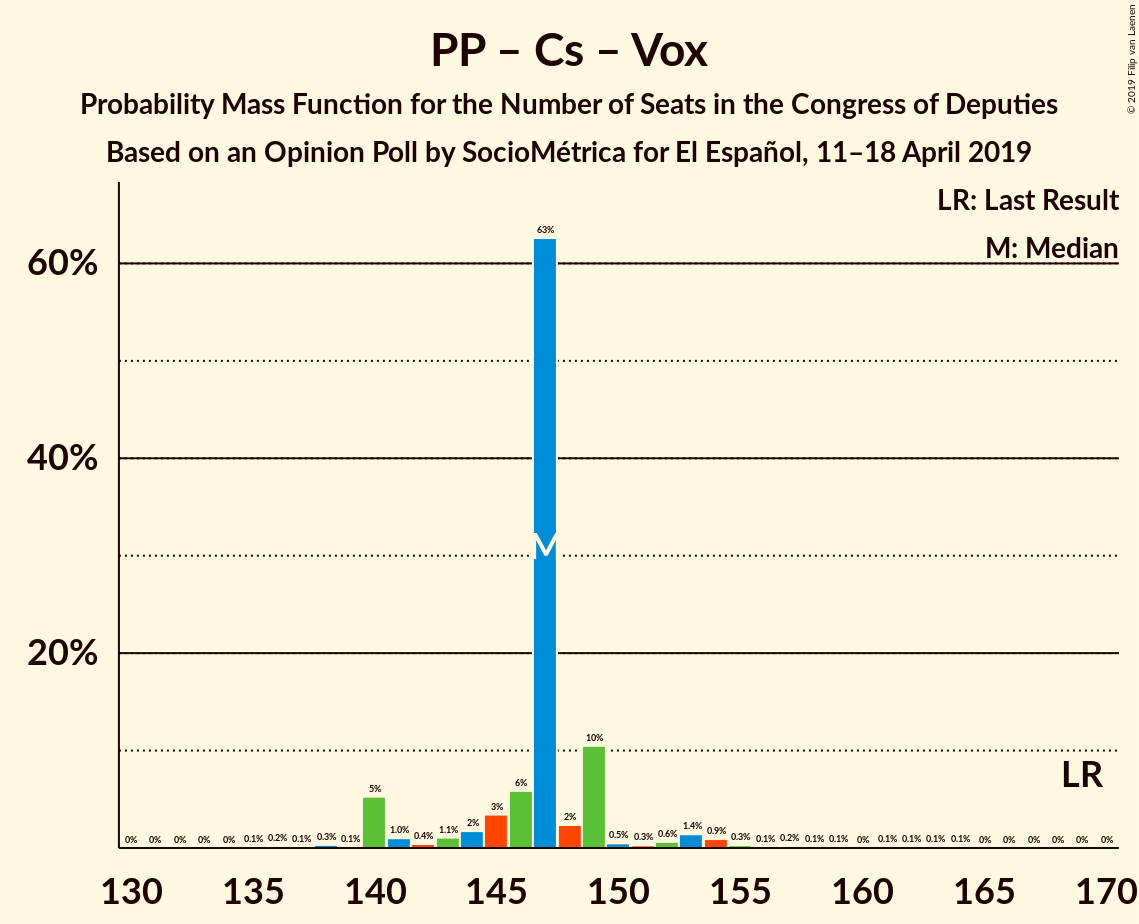 © 2019 Filip van Laenen
PP – Cs – Vox
Probability Mass Function for the Number of Seats in the Congress of Deputies
Based on an Opinion Poll by SocioMétrica for El Español, 11–18 April 2019
LR: Last Result
M: Median
60%
40%
20%
63%
M
LR
0% 0% 0% 0% 0% 0.1% 0.2% 0.1% 0.3% 0.1% 5% 1.0% 0.4% 1.1% 2% 3% 6% 2% 10% 0.5% 0.3% 0.6% 1.4% 0.9% 0.3% 0.1% 0.2% 0.1% 0.1% 0% 0.1% 0.1% 0.1% 0.1% 0% 0% 0% 0% 0% 0%
130 135 140 145 150 155 160 165 170